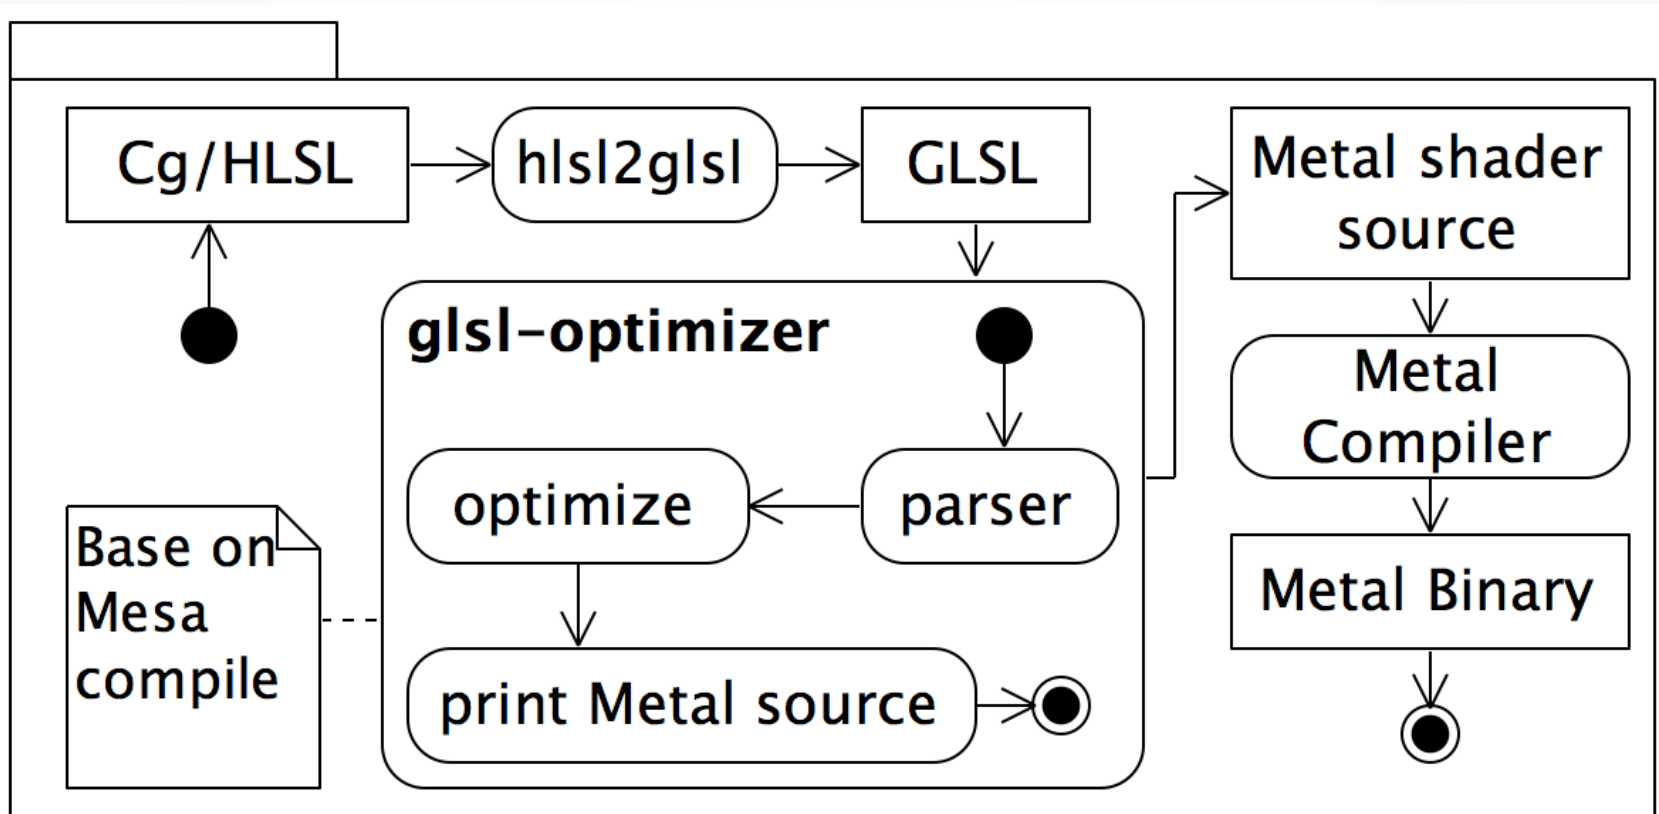 Cg/HLSL
hlsl2glsl
GLSL
Metal shader
source
glsl-optimizer
Metal
Compiler
optimize
parser
Base on
Mesa
compile
Metal Binary
print Metal source